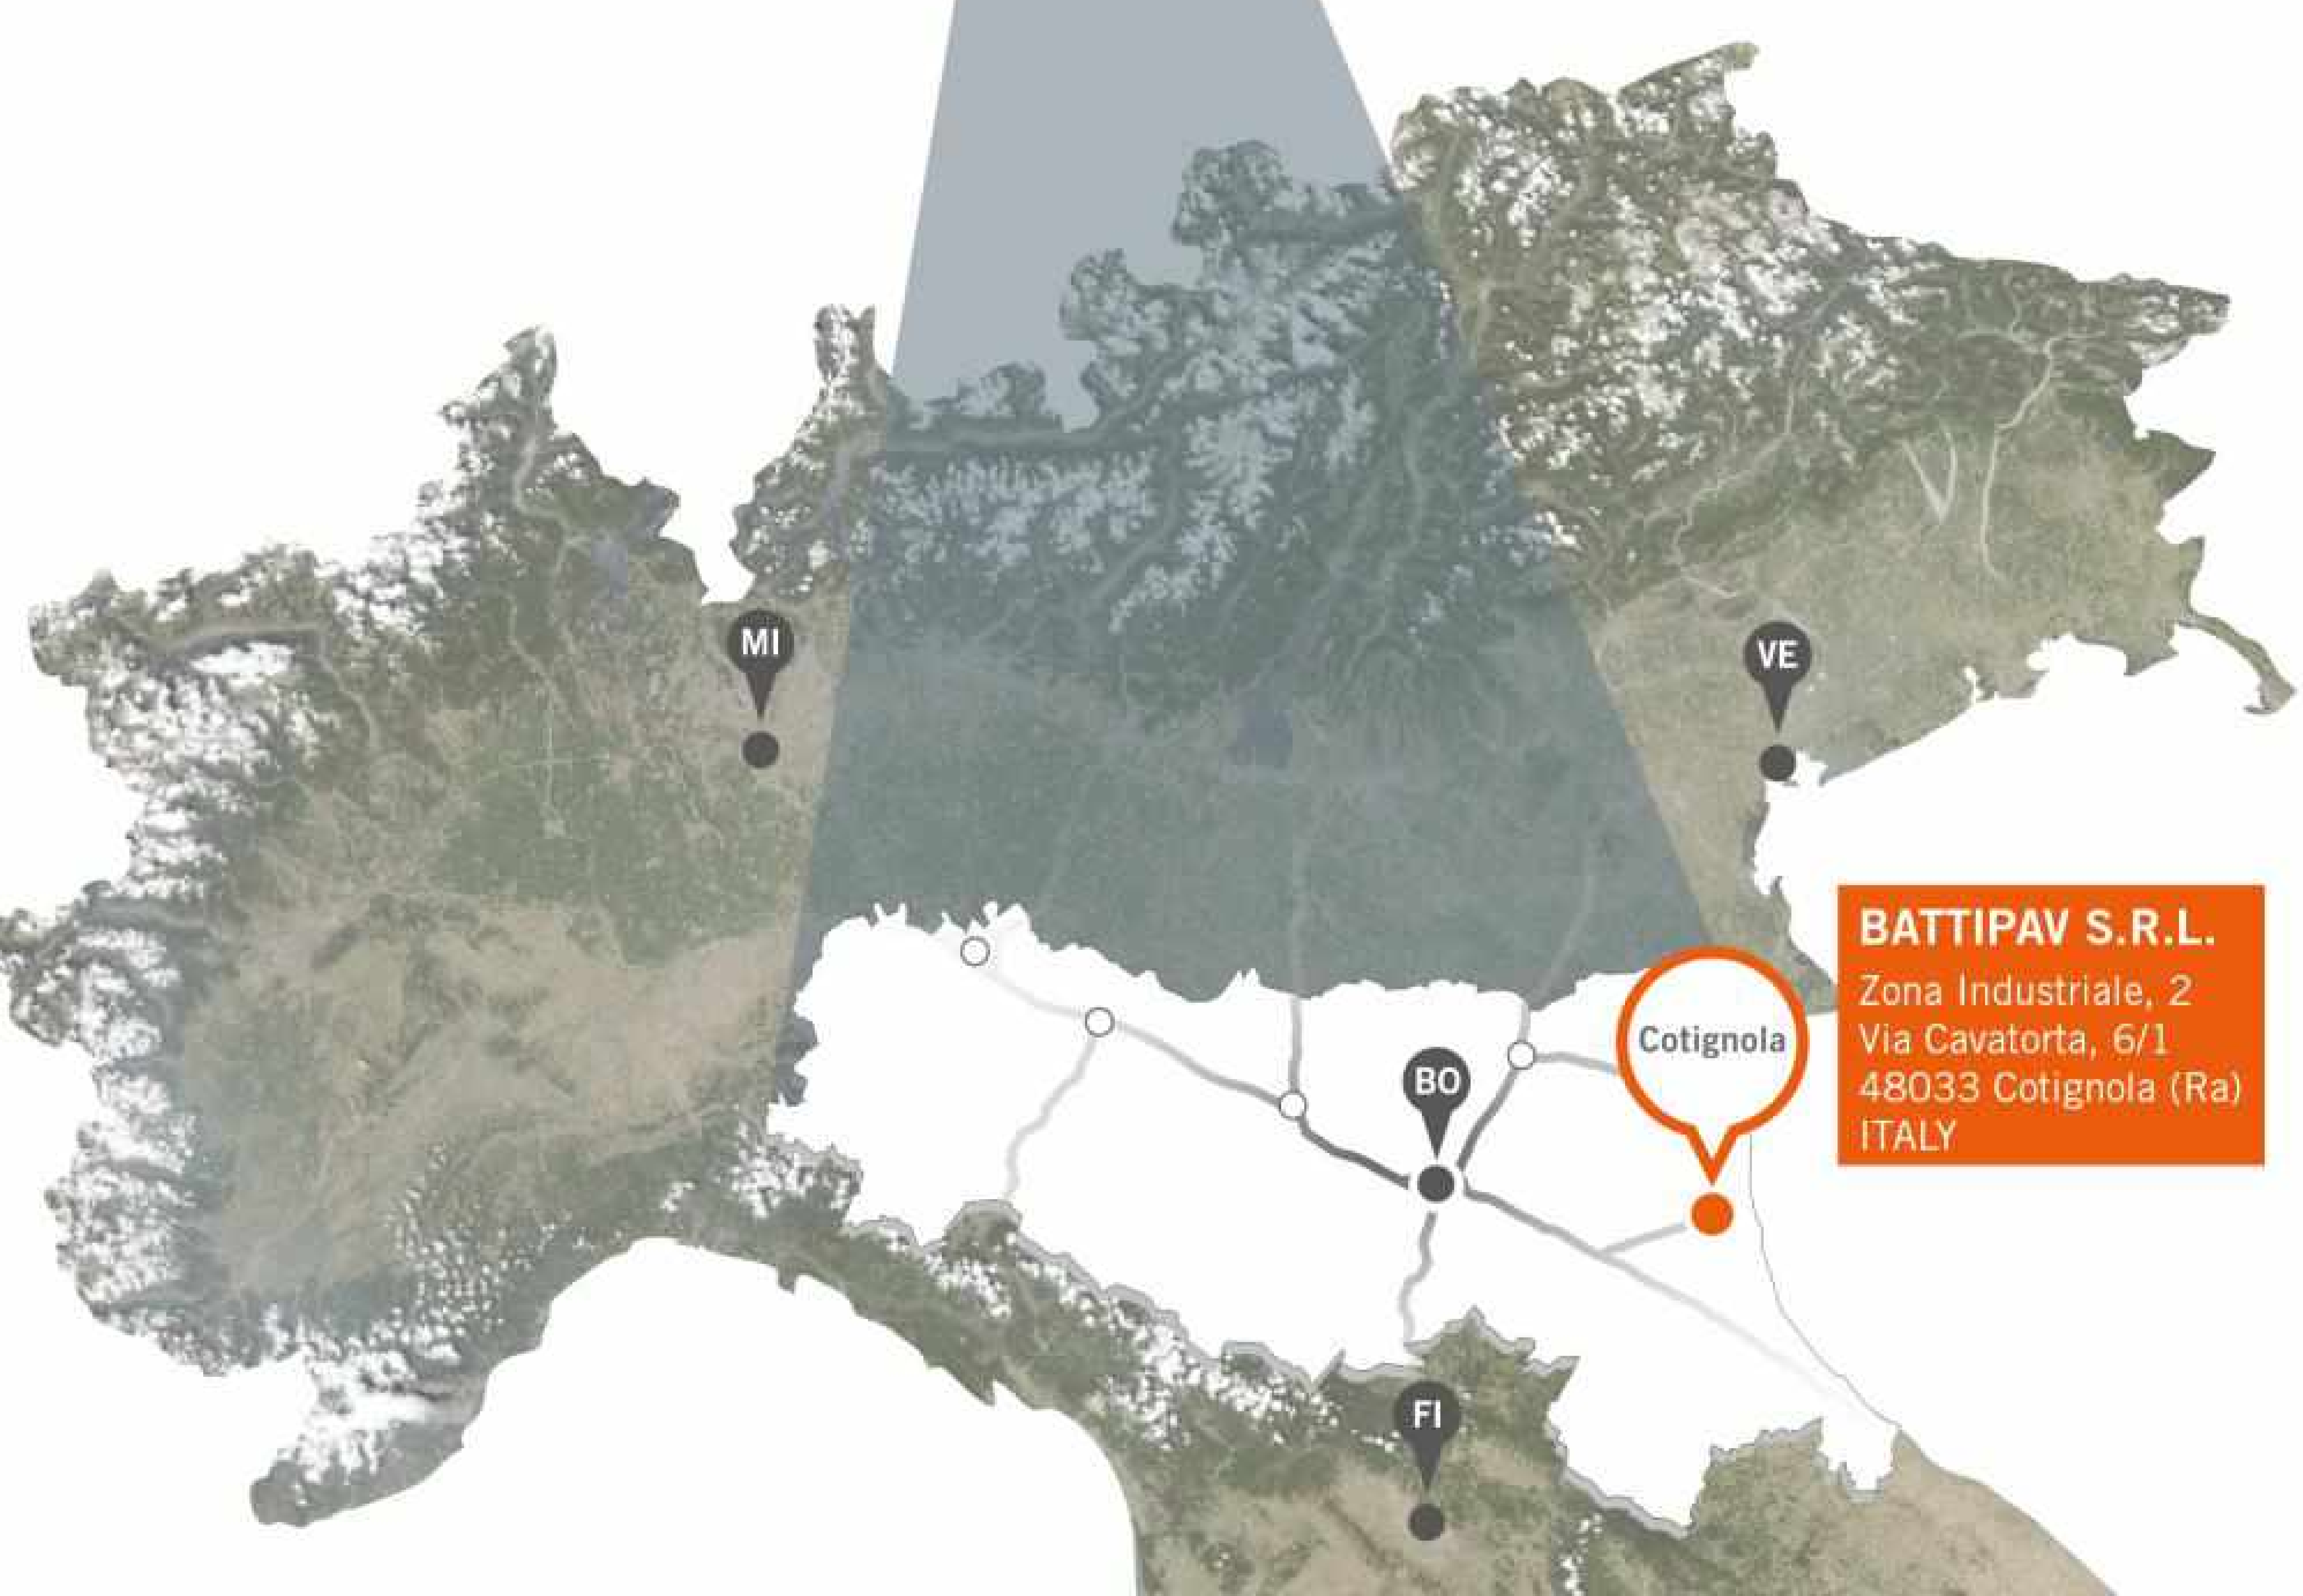 MI
VE
BATTIPAV S.R.L.
Zona Industriale, 2
Via Cavatorta, 6/1
48033 Cotignola (Ra)
ITALY
Cotignola
BO
FI